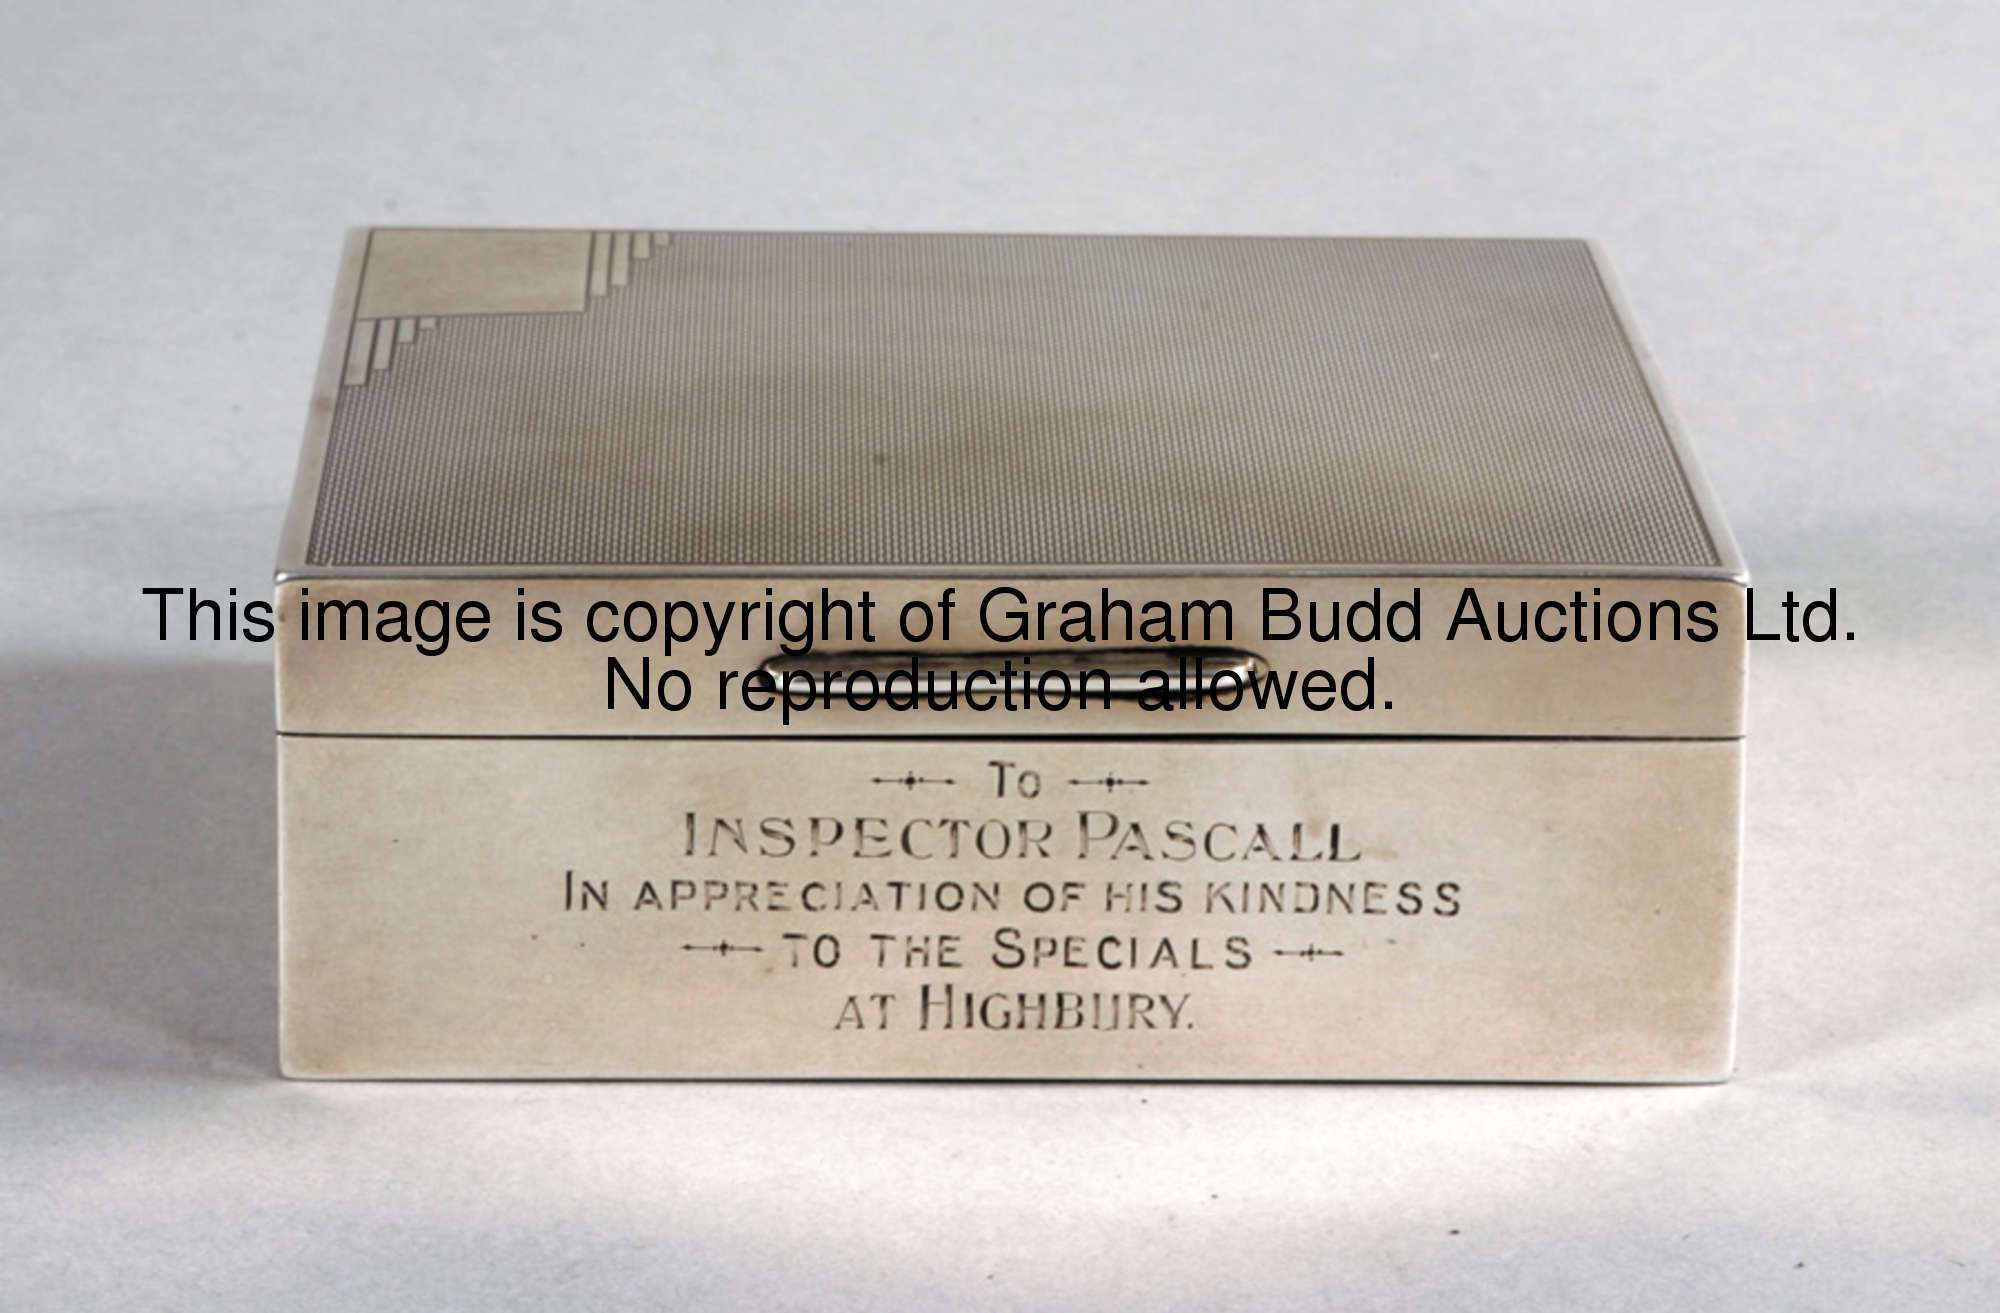 This image is copyright of Graham Budd Auctions Ltd.
No reproduction allowed.
To
INSPECTOR PASCALL
IN APPRECIATION OF HIS KINDNESS
TO THE SPECIALS
AT HIGHBURY.